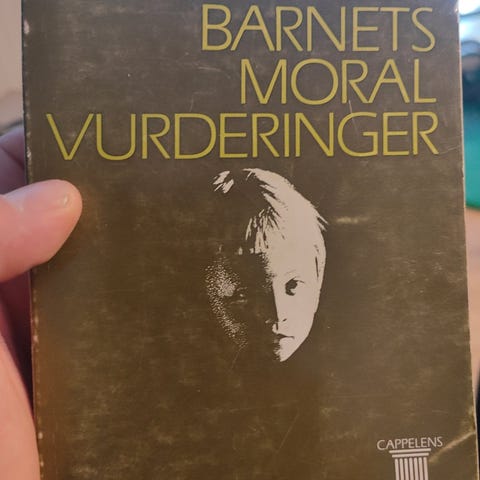 BARNETS
MORAL
VURDERINGER
CAPPELENS